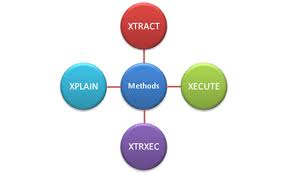 XTRACT
XPLAIN
Methods
XECUTE
XTRXEC